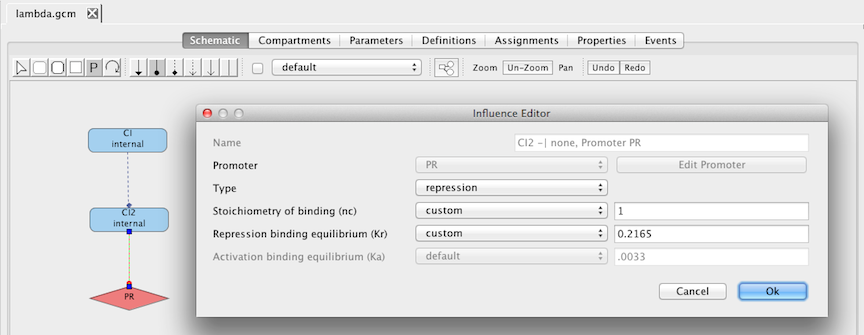 lambda.gcm
Schematic Compartments Parameters Definitions Assignments Properties Events
P default Zoom Un-Zoom Pan Undo Redo
Influence Editor
CI
internal
Name CI2 -| none, Promoter PR
Promoter PR Edit Promoter
Type repression
CI2
internal
Stoichiometry of binding (nc) custom 1
Repression binding equilibrium (Kr) custom 0.2165
Activation binding equilibrium (Ka) default .0033
PR
Cancel Ok